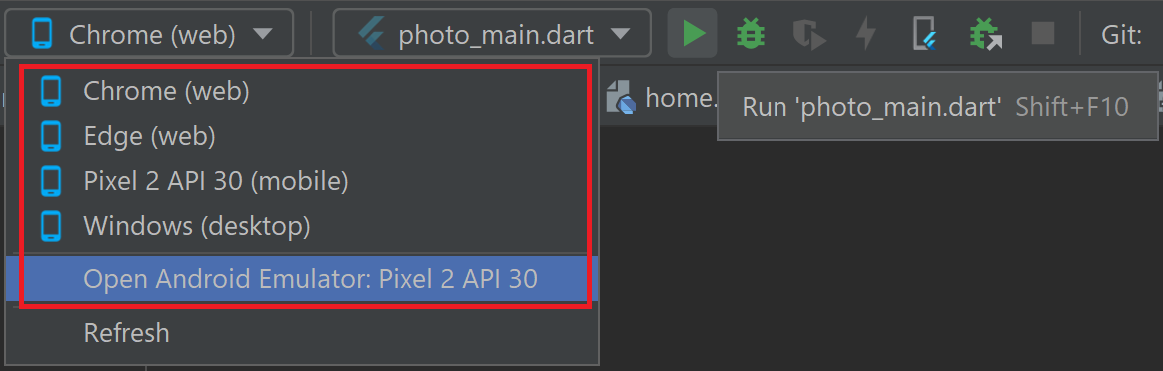 Chrome (web)
photo_main.dart
Git:
Chrome (web)
Edge (web)
Pixel 2 API 30 (mobile)
Windows (desktop)
Open Android Emulator: Pixel 2 API 30
Refresh
home.
Run 'photo_main.dart' Shift+F10